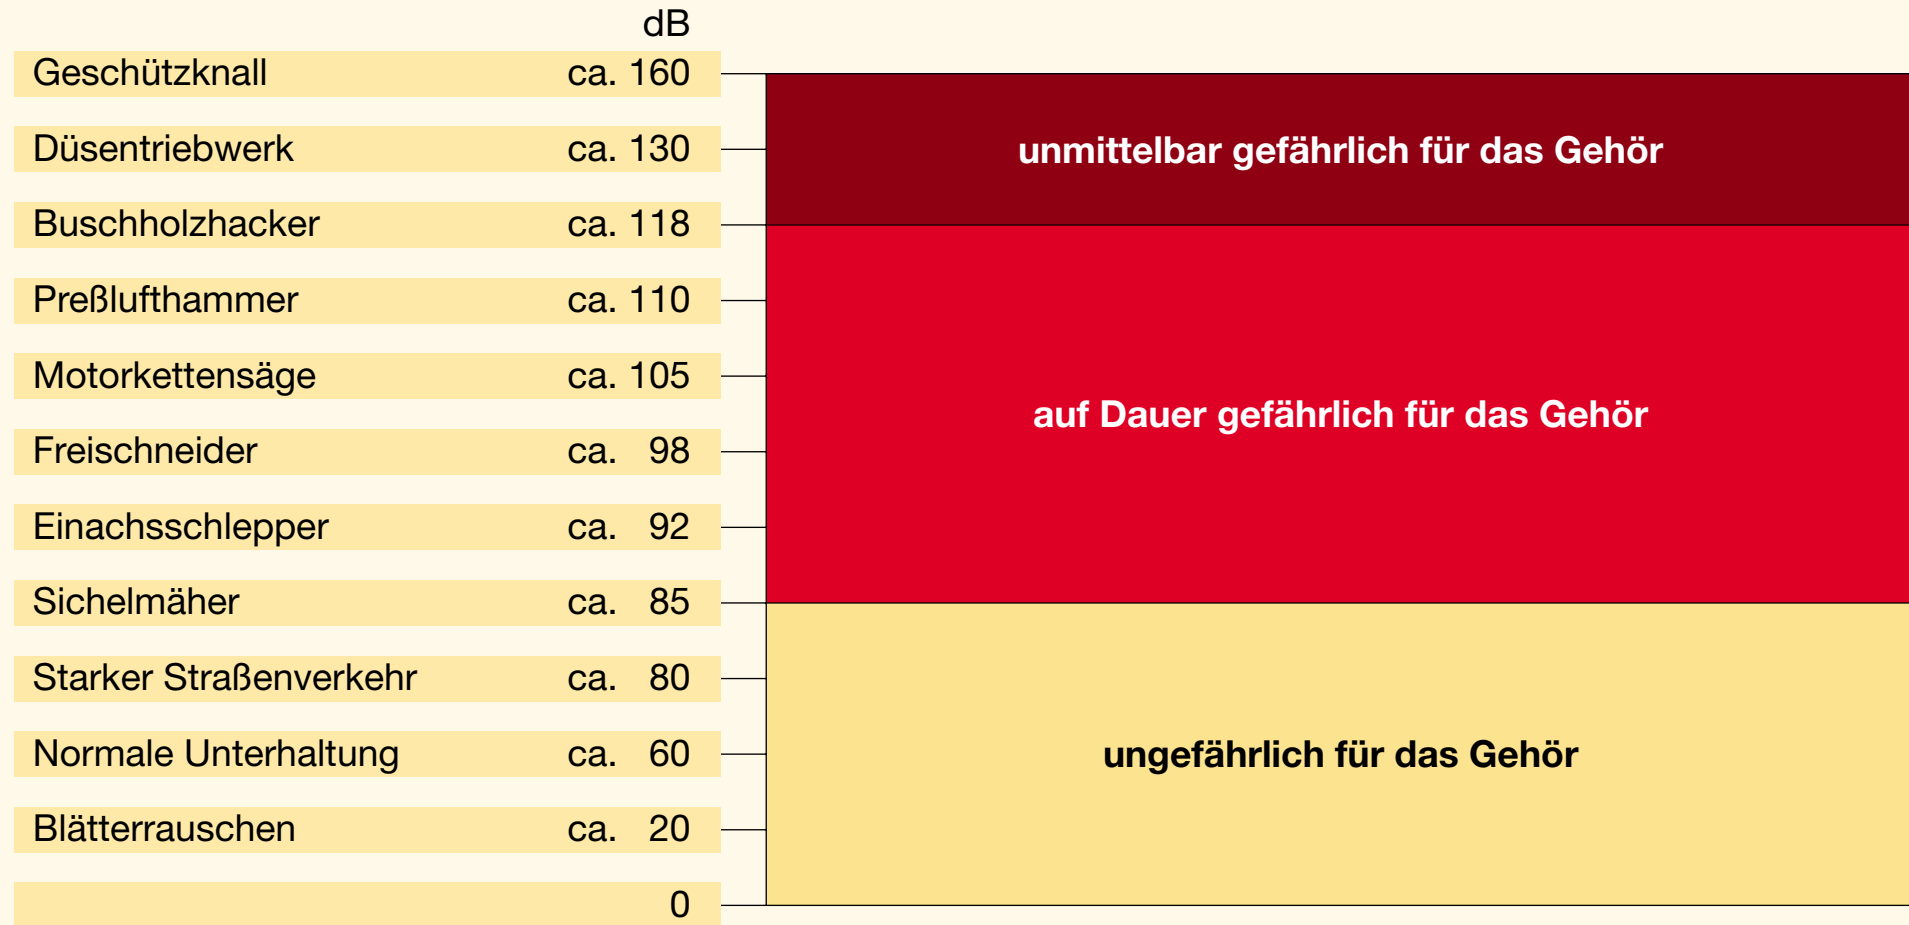 dB
Geschützknall ca. 160
Düsentriebwerk ca. 130
unmittelbar gefährlich für das Gehör
Buschholzhacker ca. 118
Preßlufthammer ca. 110
Motorkettensäge ca. 105
auf Dauer gefährlich für das Gehör
Freischneider ca. 98
Einachsschlepper ca. 92
Sichelmäher ca. 85
Starker Straßenverkehr ca. 80
Normale Unterhaltung ca. 60
ungefährlich für das Gehör
Blätterrauschen ca. 20
0